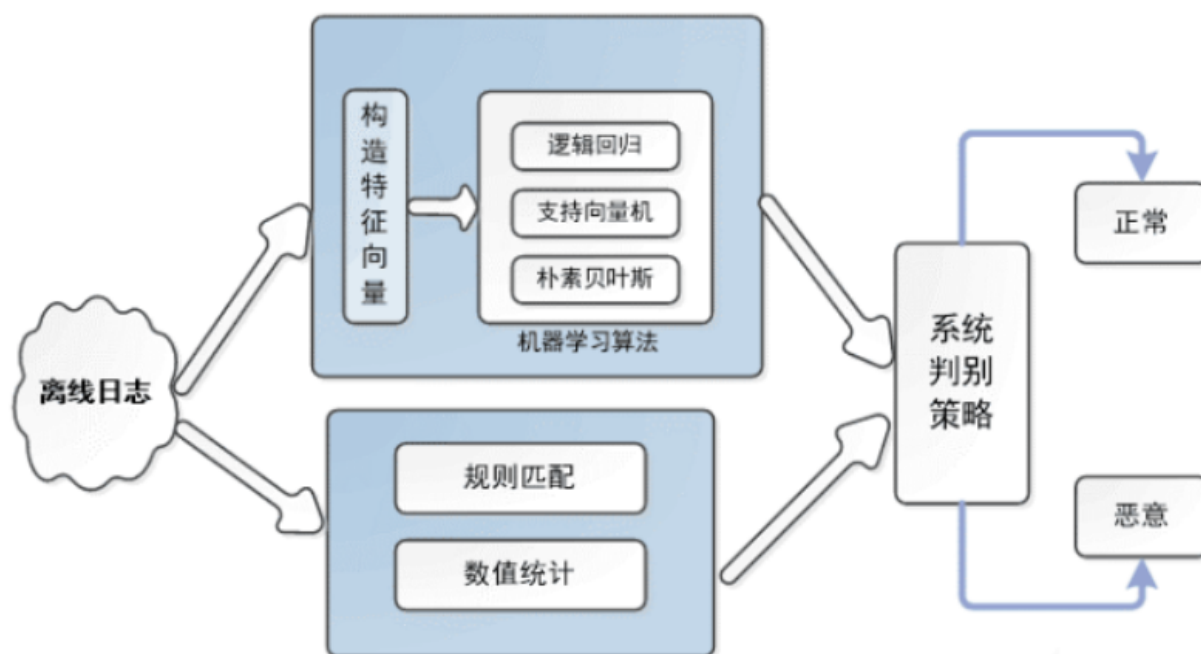 离线日志
构造特征向量
逻辑回归
支持向量机
朴素贝叶斯
机器学习算法
规则匹配
数值统计
系统
判别
策略
正常
恶意